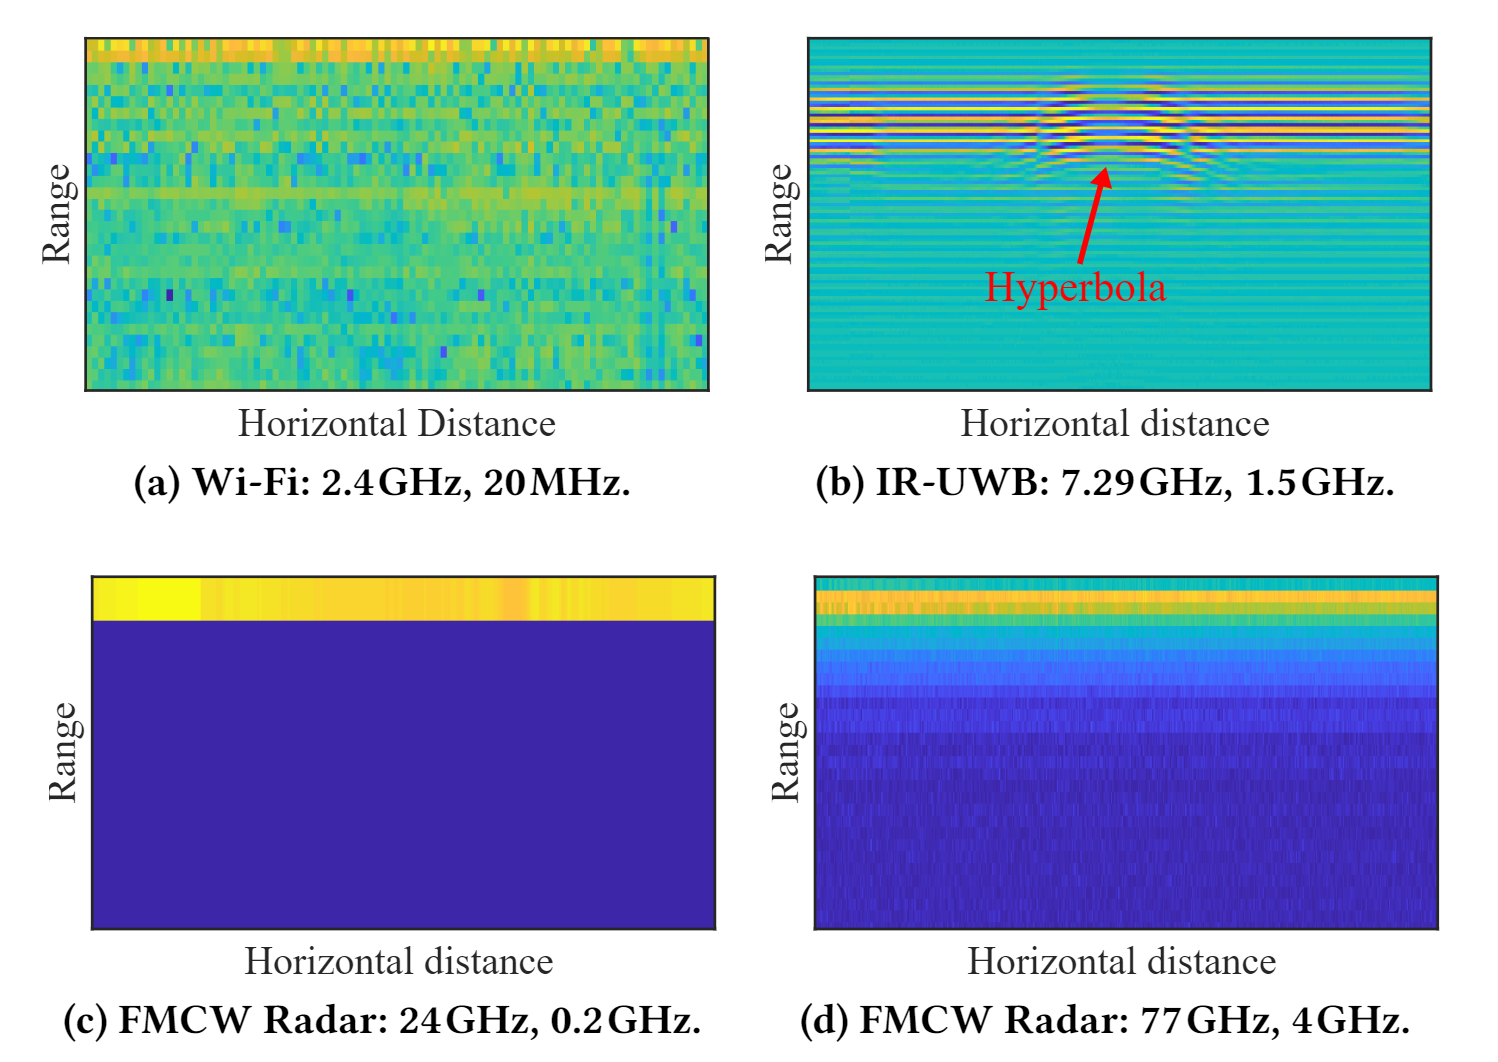 Range
Horizontal Distance
(a) Wi-Fi: 2.4 GHz, 20 MHz.
Range
Hyperbola
Horizontal distance
(b) IR-UWB: 7.29 GHz, 1.5 GHz.
Range
Horizontal distance
(c) FMCW Radar: 24 GHz, 0.2 GHz.
Range
Horizontal distance
(d) FMCW Radar: 77 GHz, 4 GHz.